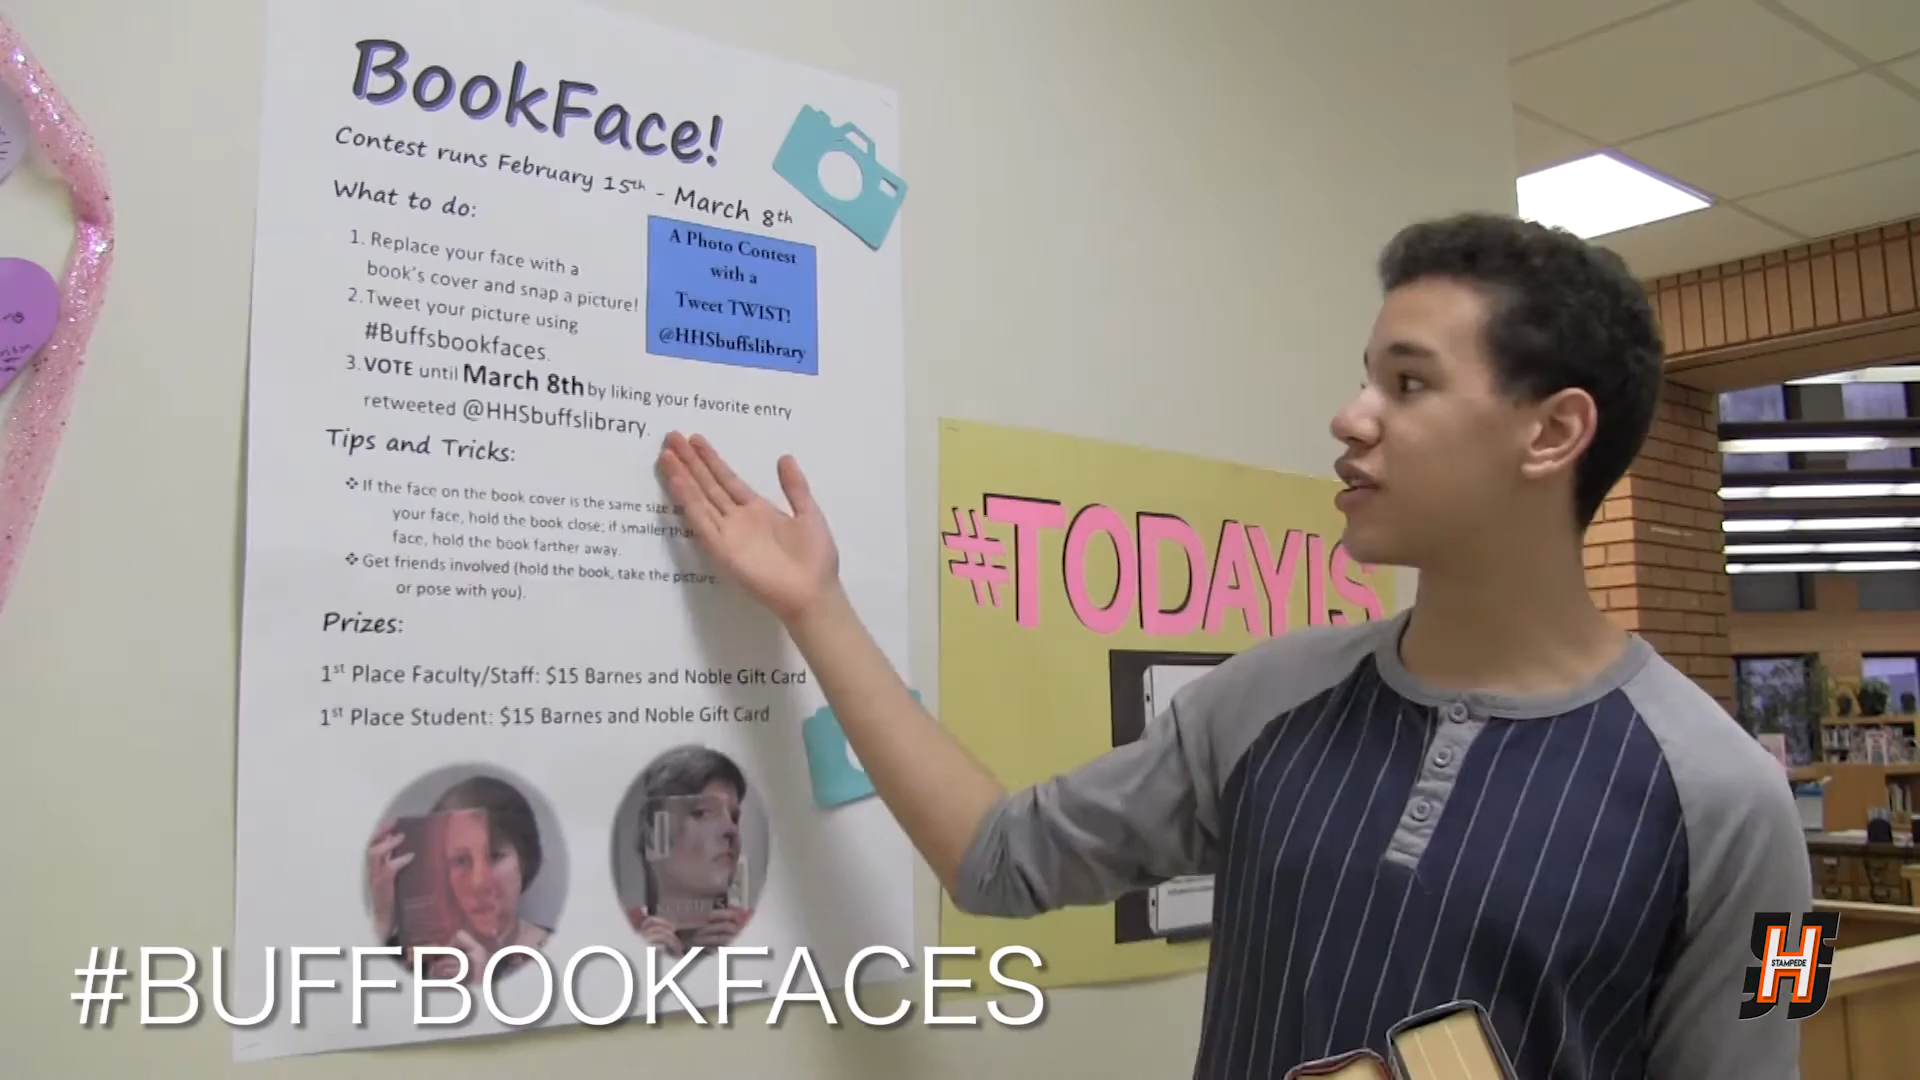 BookFace!
Contest runs February 15th - March 8th
What to do:
1. Replace your face with a
book's cover and snap a picture!
2. Tweet your picture using
#Buffsbookfaces.
3. VOTE until March 8th by liking your favorite entry
retweeted @HHSbuffslibrary.
A Photo Contest
with a
Tweet TWIST!
@HHSbuffslibrary
Tips and Tricks:
❖ If the face on the book cover is the same size
your face, hold the book close; if smaller than
face, hold the book farther away.
❖ Get friends involved (hold the book, take the picture,
or pose with you).
Prizes:
1st Place Faculty/Staff: $15 Barnes and Noble Gift Card
1st Place Student: $15 Barnes and Noble Gift Card
#TODAYIS
#BUFFBOOKFACES
H
STAMPEDE